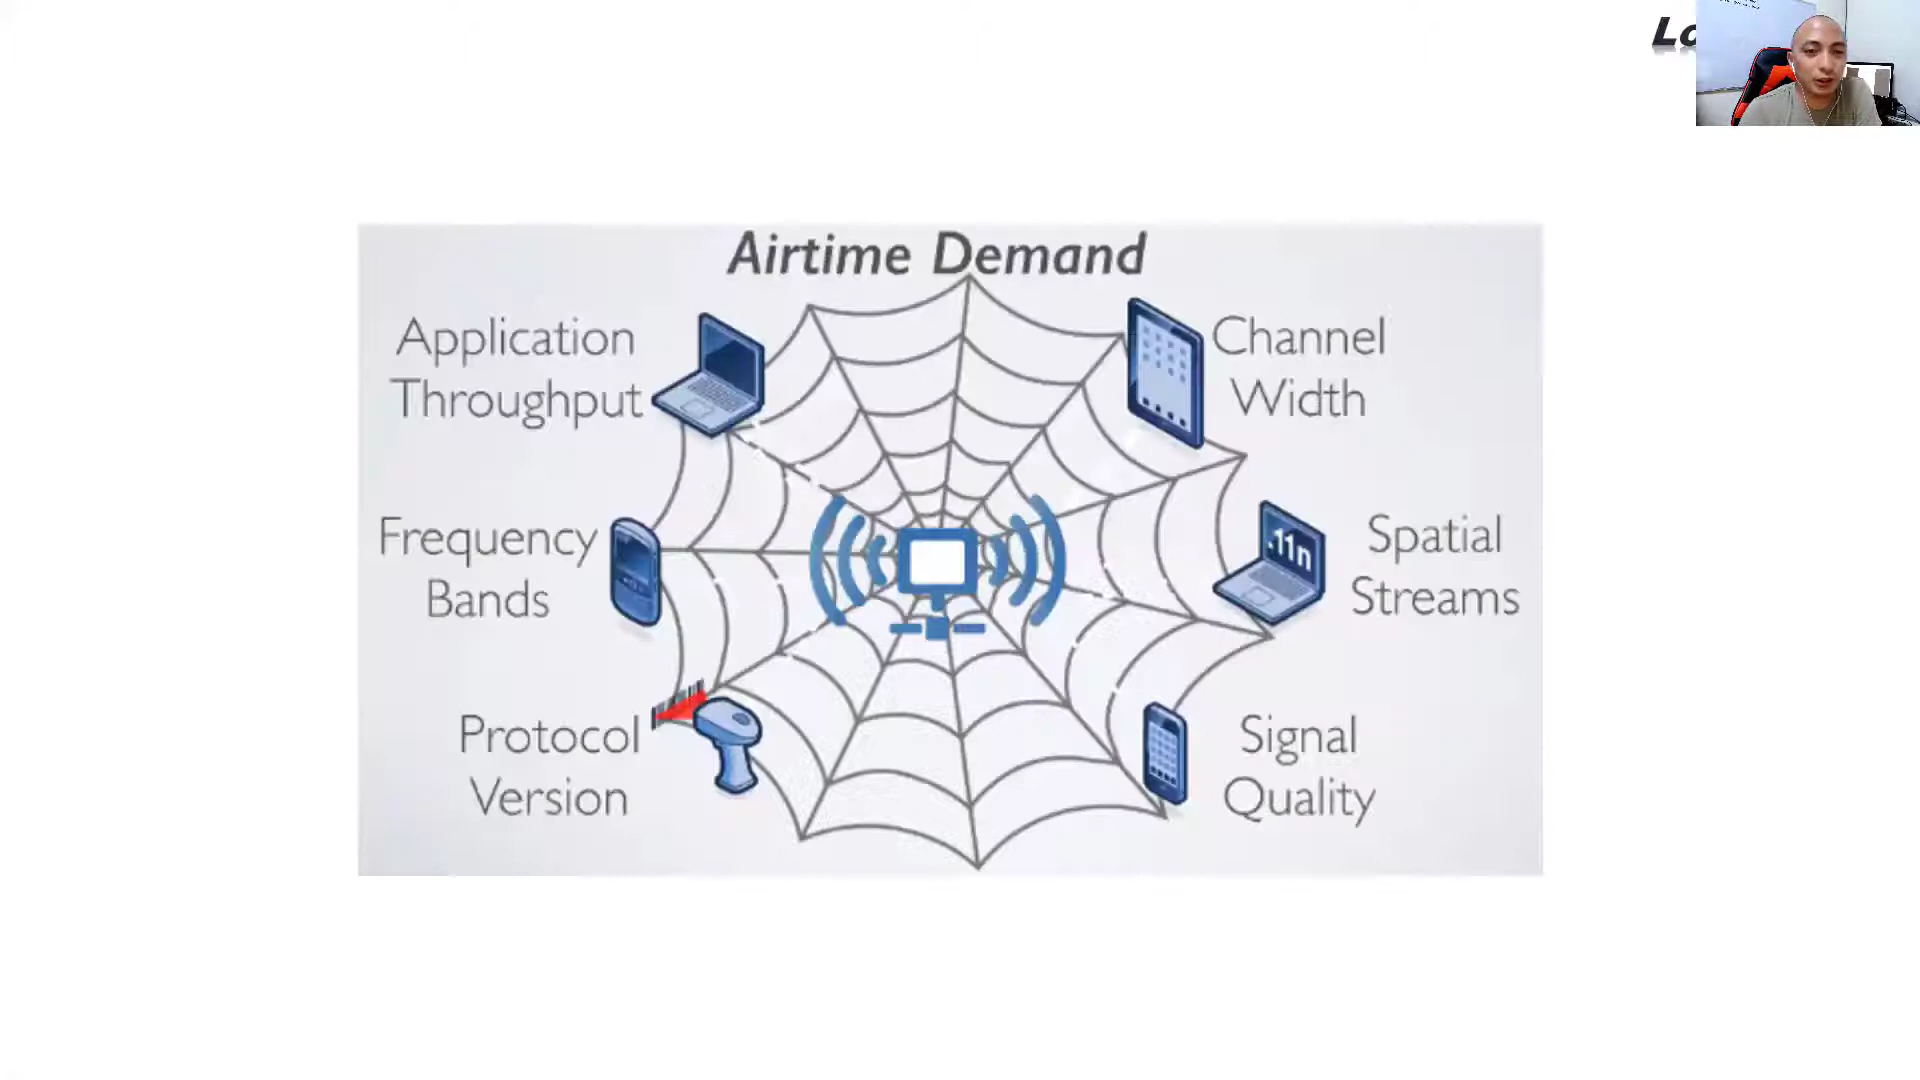 Airtime Demand
Application
Throughput
Channel
Width
Frequency
Bands
.11n
Spatial
Streams
Protocol
Version
Signal
Quality